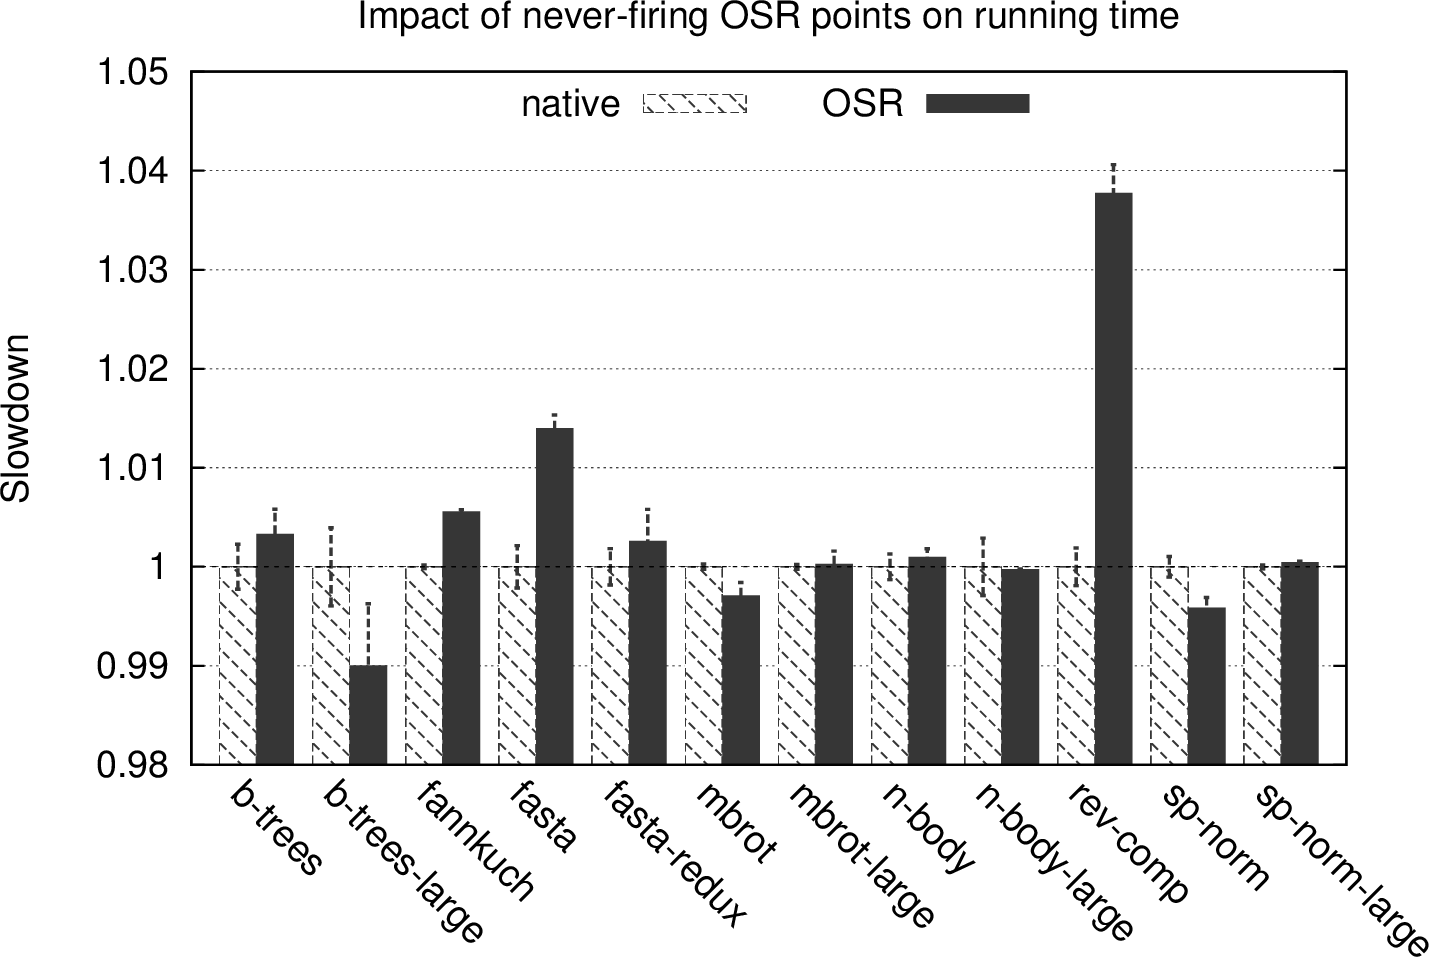 Impact of never-firing OSR points on running time
native OSR
Slowdown
1.05
1.04
1.03
1.02
1.01
1
0.99
0.98
b-trees
b-trees-large
fannkuch
fasta
fasta-redux
mbrot
mbrot-large
n-body
n-body-large
rev-comp
sp-norm
sp-norm-large